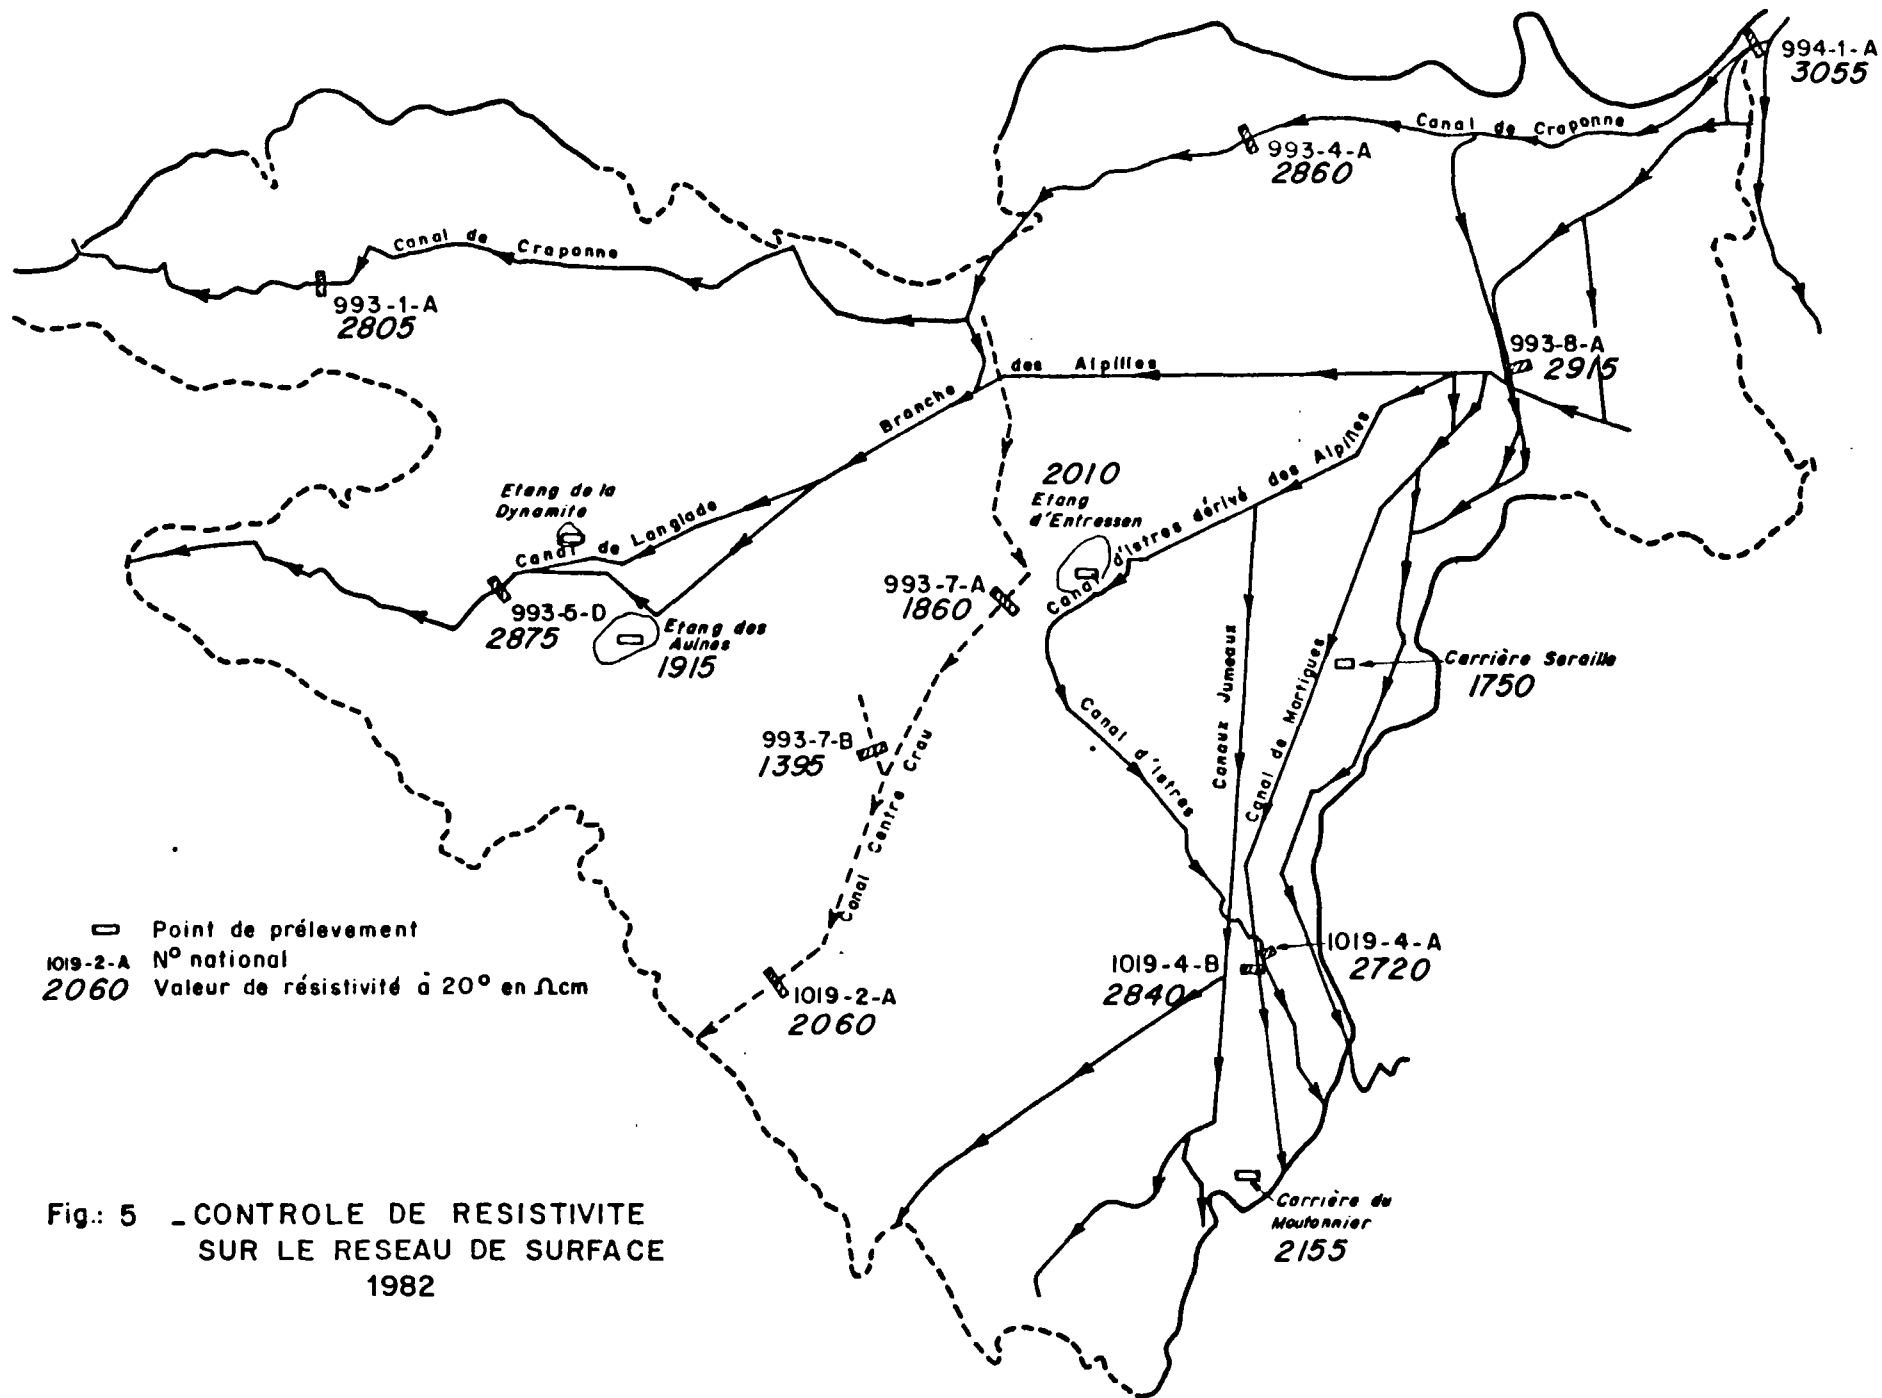 994-1-A
3055
Canal de Craponne
993-4-A
2860
Canal de Craponne
993-1-A
2805
993-8-A
2915
Branche des Alpilles
2010
Etang
d'Entressen
Canal d'Istres dérivé des Alpilles
Etang de la
Dynamite
Canal de Langlade
993-7-A
1860
993-5-D
2875
Etang des
Aulnes
1915
Carrière Seraille
1750
Canaux Jumeaux
Canal de Martigues
Canal d'Istres
993-7-B
1395
Canal Centre Crau
Point de prélevement
1019-2-A N° national
2060 Valeur de résistivité à 20° en Ωcm
1019-4-A
2720
1019-4-B
2840
1019-2-A
2060
Carrière du
Moutonnier
2155
Fig.: 5 _ CONTROLE DE RESISTIVITE
SUR LE RESEAU DE SURFACE
1982